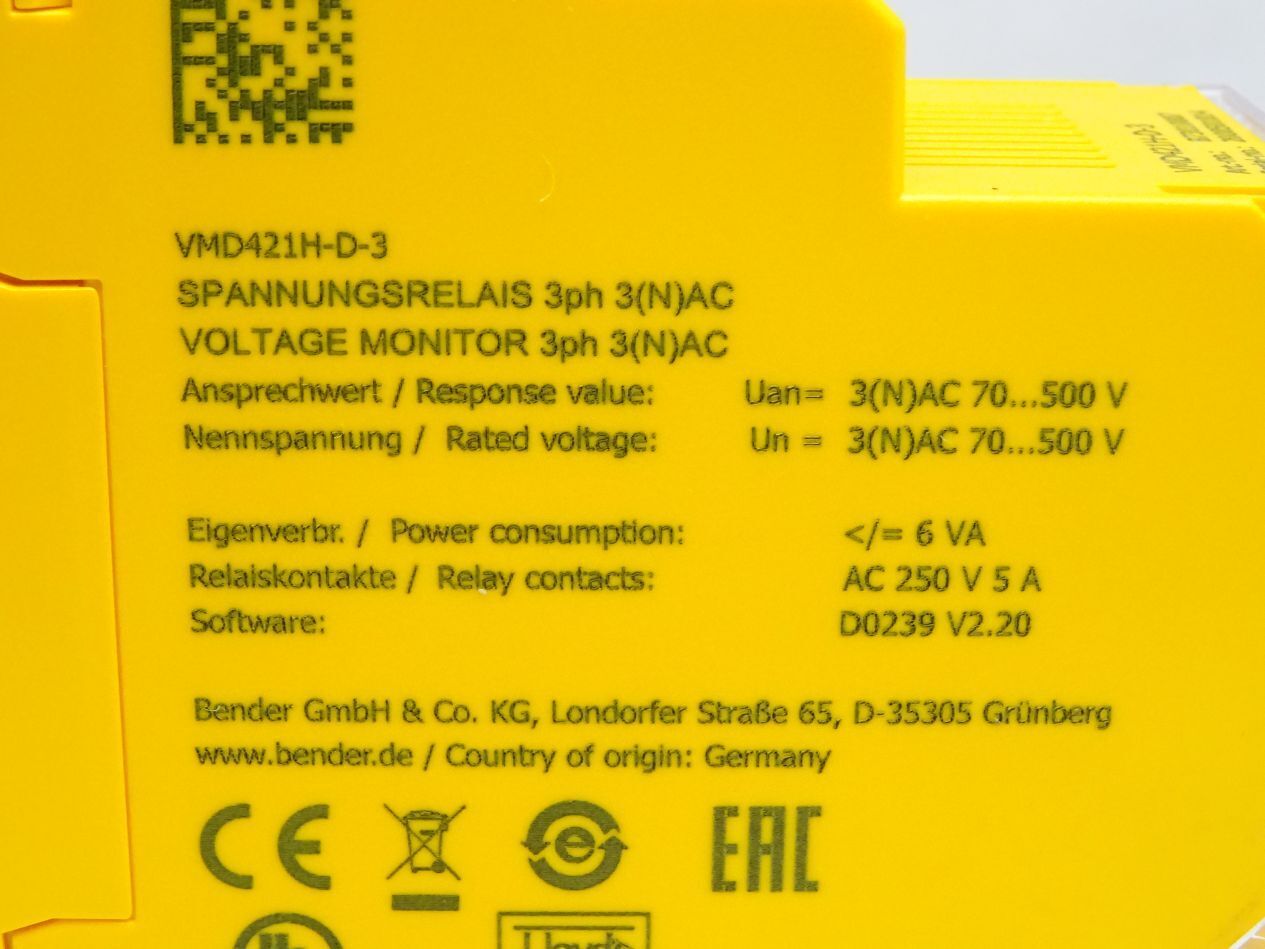 VMD421H-D-3
VMD421H-D-3
SPANNUNGSRELAIS 3ph 3(N)AC
VOLTAGE MONITOR 3ph 3(N)AC
Ansprechwert / Response value: Uan= 3(N)AC 70...500 V
Nennspannung / Rated voltage: Un = 3(N)AC 70...500 V
Eigenverbr. / Power consumption: </= 6 VA
Relaiskontakte / Relay contacts: AC 250 V 5 A
Software: D0239 V2.20
Bender GmbH & Co. KG, Londorfer Straße 65, D-35305 Grünberg
www.bender.de / Country of origin: Germany
CE
e
EAC
Lloyd's